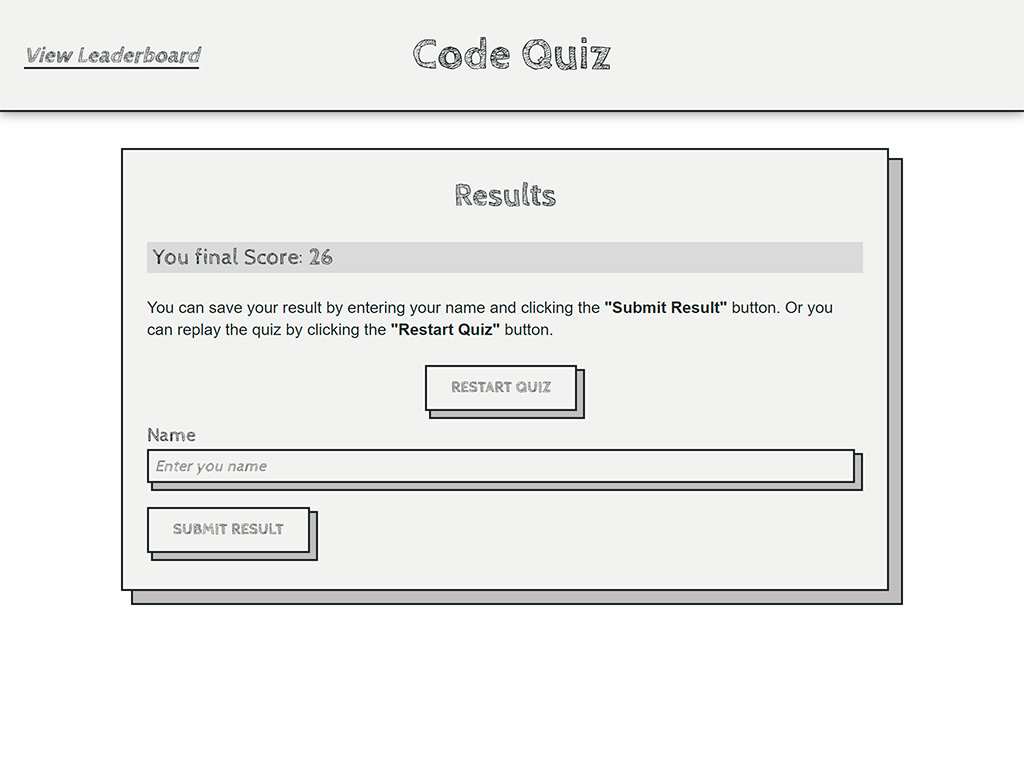 View Leaderboard
Code Quiz
Results
You final Score: 26
You can save your result by entering your name and clicking the "Submit Result" button. Or you
can replay the quiz by clicking the "Restart Quiz" button.
RESTART QUIZ
Name
Enter you name
SUBMIT RESULT